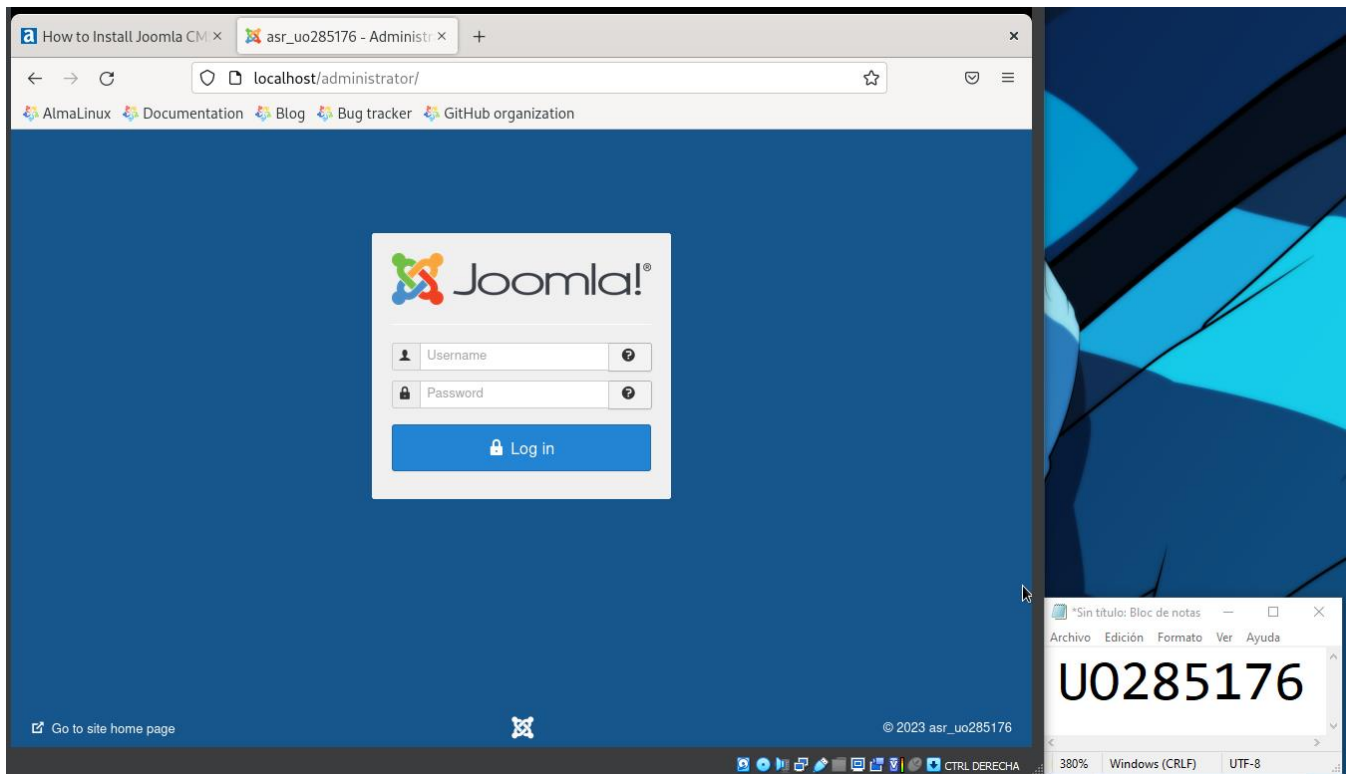 How to Install Joomla CM
asr_uo285176 - Administr
localhost/administrator/
AlmaLinux Documentation Blog Bug tracker GitHub organization
Joomla!®
Username
Password
Log in
Go to site home page
© 2023 asr_uo285176
CTRL DERECHA
*Sin título: Bloc de notas
Archivo Edición Formato Ver Ayuda
UO285176
380% Windows (CRLF) UTF-8